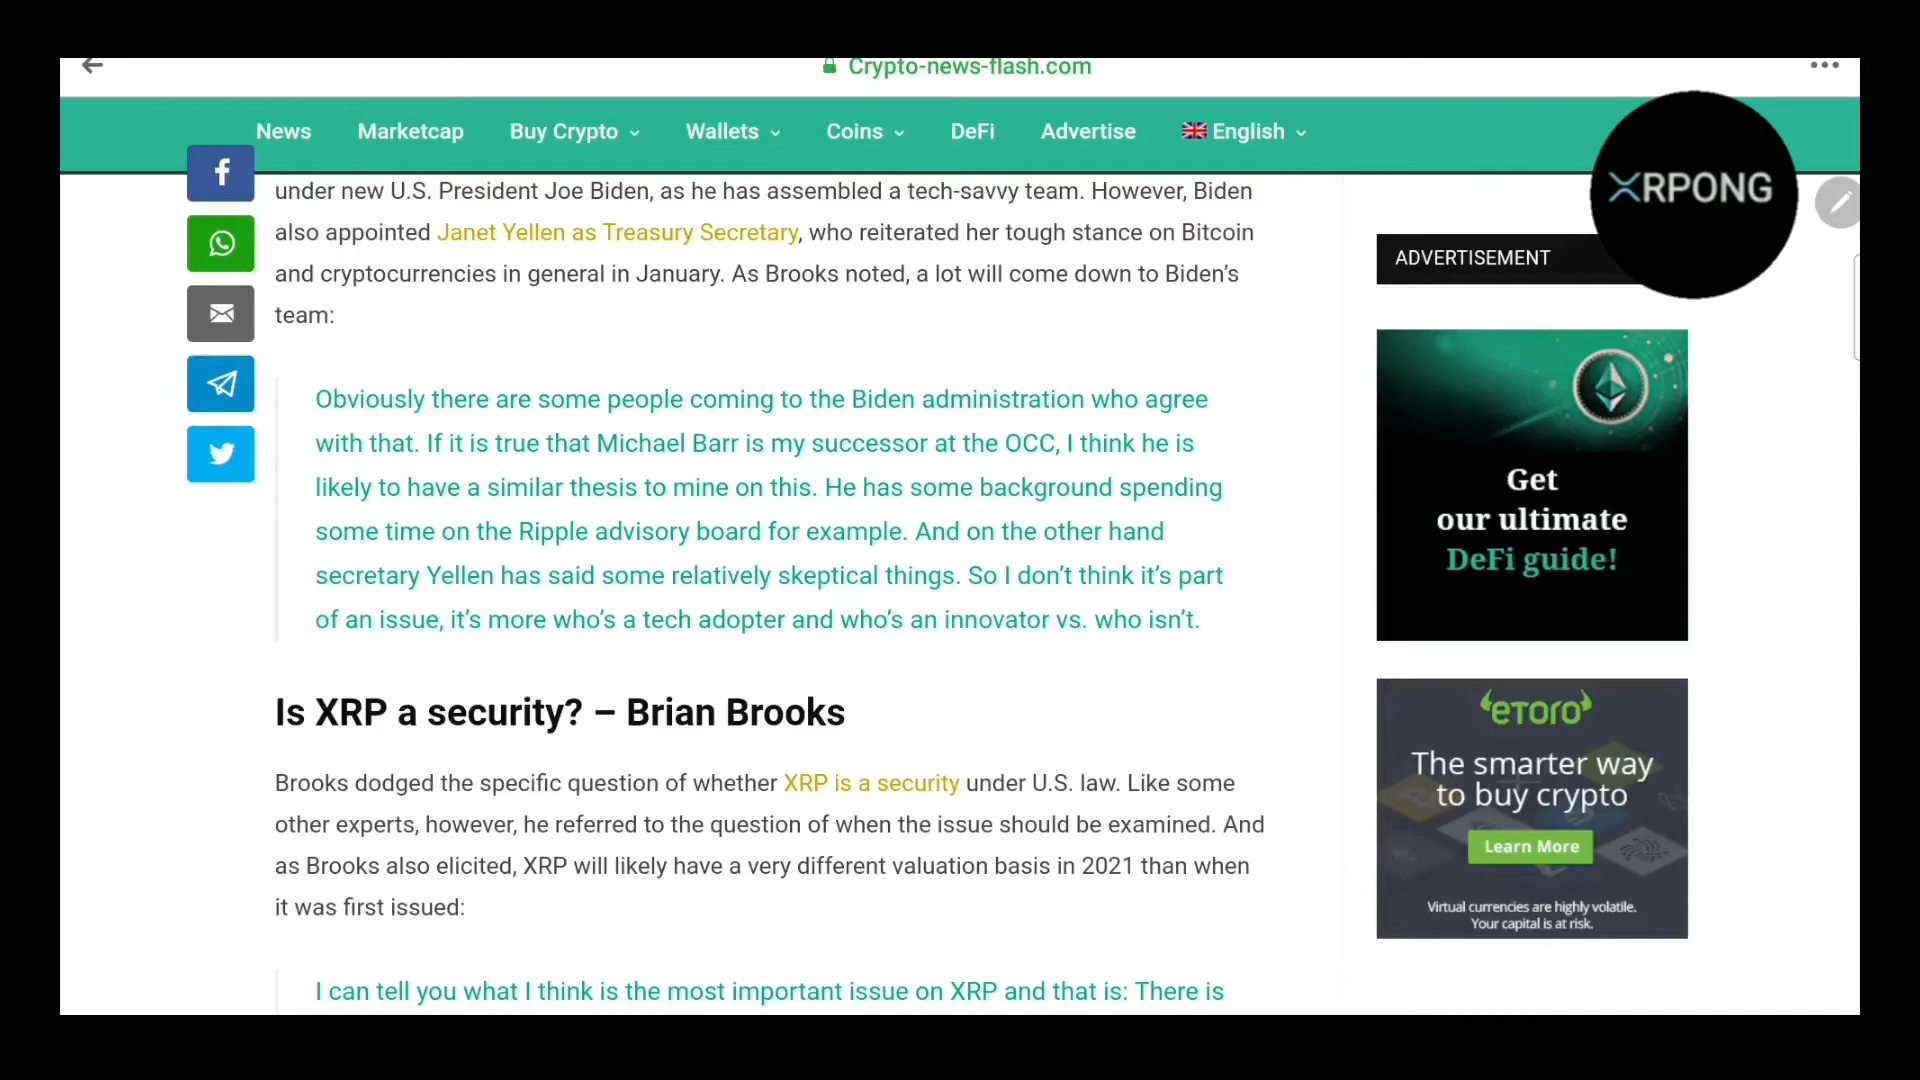 Crypto-news-flash.com
News Marketcap Buy Crypto Wallets Coins DeFi Advertise English
XRPONG
under new U.S. President Joe Biden, as he has assembled a tech-savvy team. However, Biden
also appointed Janet Yellen as Treasury Secretary, who reiterated her tough stance on Bitcoin
and cryptocurrencies in general in January. As Brooks noted, a lot will come down to Biden’s
team:
Obviously there are some people coming to the Biden administration who agree
with that. If it is true that Michael Barr is my successor at the OCC, I think he is
likely to have a similar thesis to mine on this. He has some background spending
some time on the Ripple advisory board for example. And on the other hand
secretary Yellen has said some relatively skeptical things. So I don’t think it’s part
of an issue, it’s more who’s a tech adopter and who’s an innovator vs. who isn’t.
Is XRP a security? – Brian Brooks
Brooks dodged the specific question of whether XRP is a security under U.S. law. Like some
other experts, however, he referred to the question of when the issue should be examined. And
as Brooks also elicited, XRP will likely have a very different valuation basis in 2021 than when
it was first issued:
I can tell you what I think is the most important issue on XRP and that is: There is
ADVERTISEMENT
Get
our ultimate
DeFi guide!
eToro
The smarter way
to buy crypto
Learn More
Virtual currencies are highly volatile.
Your capital is at risk.